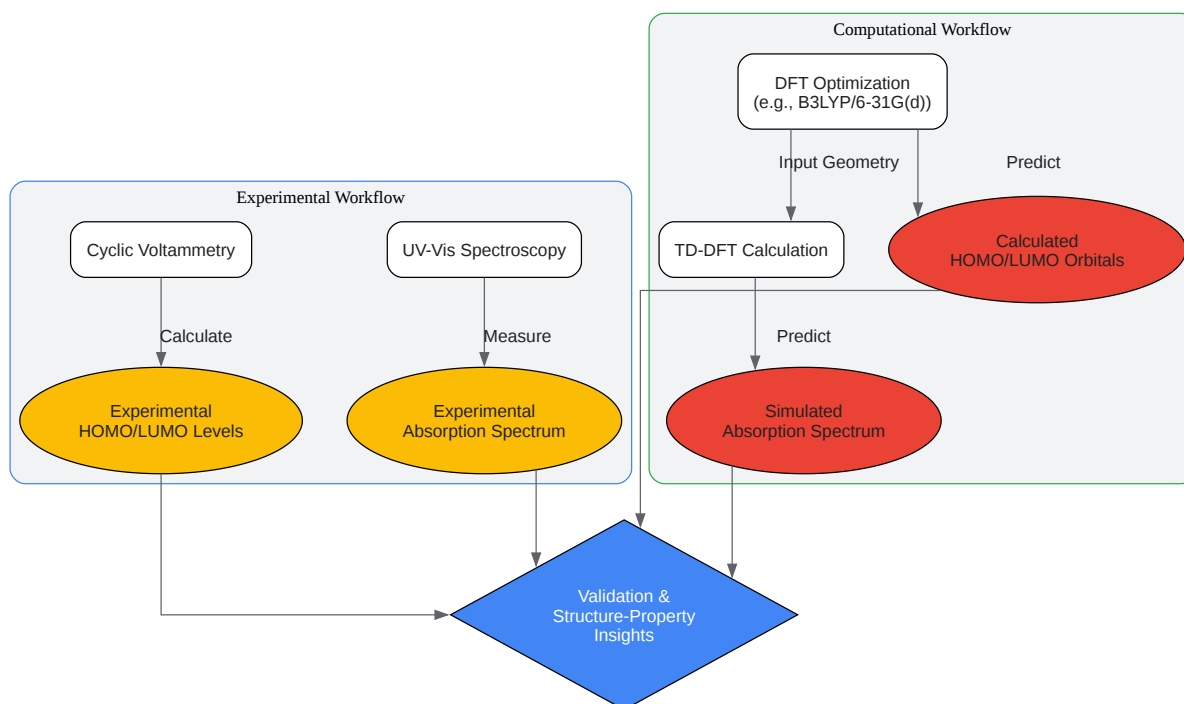 Computational Workflow
DFT Optimization
(e.g., B3LYP/6-31G(d))
Input Geometry
Predict
Experimental Workflow
Cyclic Voltammetry
UV-Vis Spectroscopy
TD-DFT Calculation
Calculated
HOMO/LUMO Orbitals
Calculate
Measure
Predict
Experimental
HOMO/LUMO Levels
Experimental
Absorption Spectrum
Simulated
Absorption Spectrum
Validation &
Structure-Property
Insights